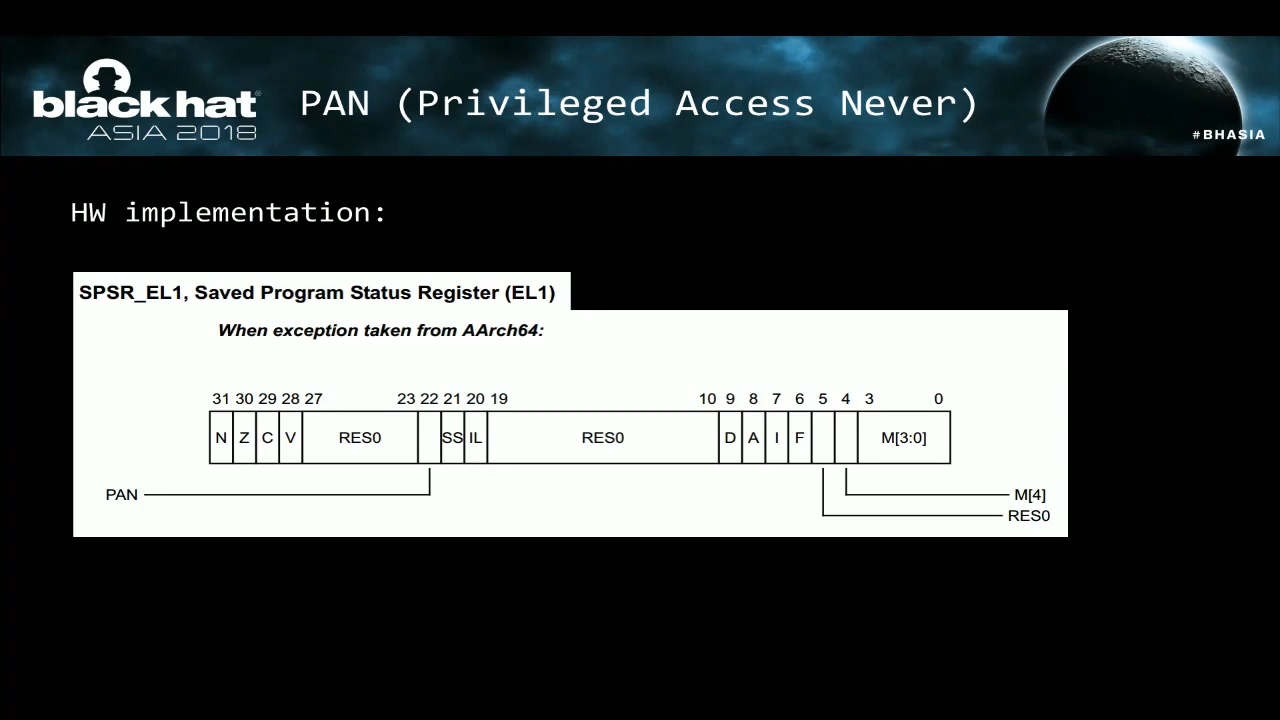 black hat®
ASIA 2018
PAN (Privileged Access Never)
#BHASIA
HW implementation:
SPSR_EL1, Saved Program Status Register (EL1)
When exception taken from AArch64:
31 30 29 28 27 23 22 21 20 19 10 9 8 7 6 5 4 3 0
N Z C V RES0 SS IL RES0 D A I F M[3:0]
PAN M[4]
RES0